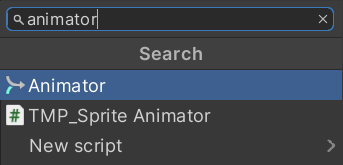 animator
Search
Animator
TMP_Sprite Animator
New script